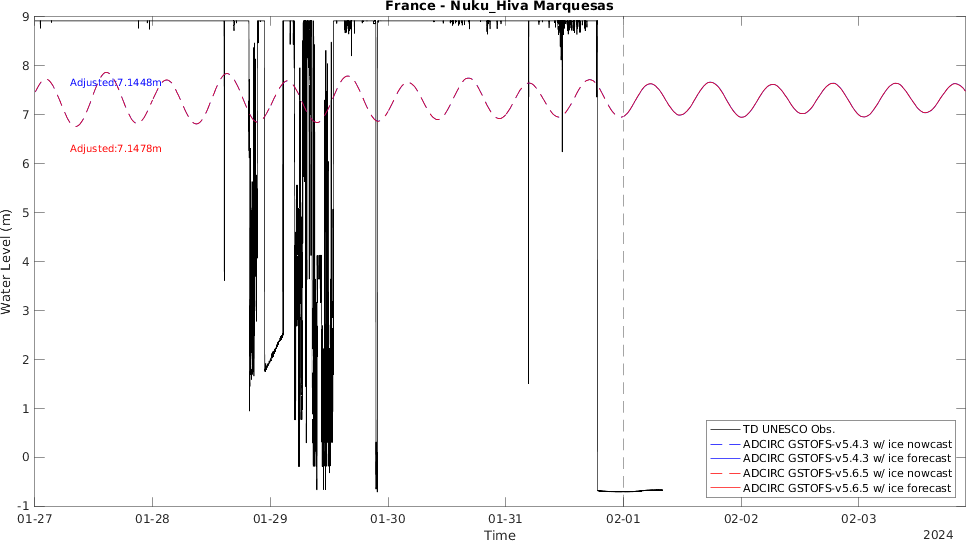 France - Nuku_Hiva Marquesas
9
8
7
6
5
4
3
2
1
0
-1
Water Level (m)
Adjusted:7.1448m
Adjusted:7.1478m
TD UNESCO Obs.
ADCIRC GSTOFS-v5.4.3 w/ ice nowcast
ADCIRC GSTOFS-v5.4.3 w/ ice forecast
ADCIRC GSTOFS-v5.6.5 w/ ice nowcast
ADCIRC GSTOFS-v5.6.5 w/ ice forecast
01-27 01-28 01-29 01-30 01-31 02-01 02-02 02-03
Time
2024